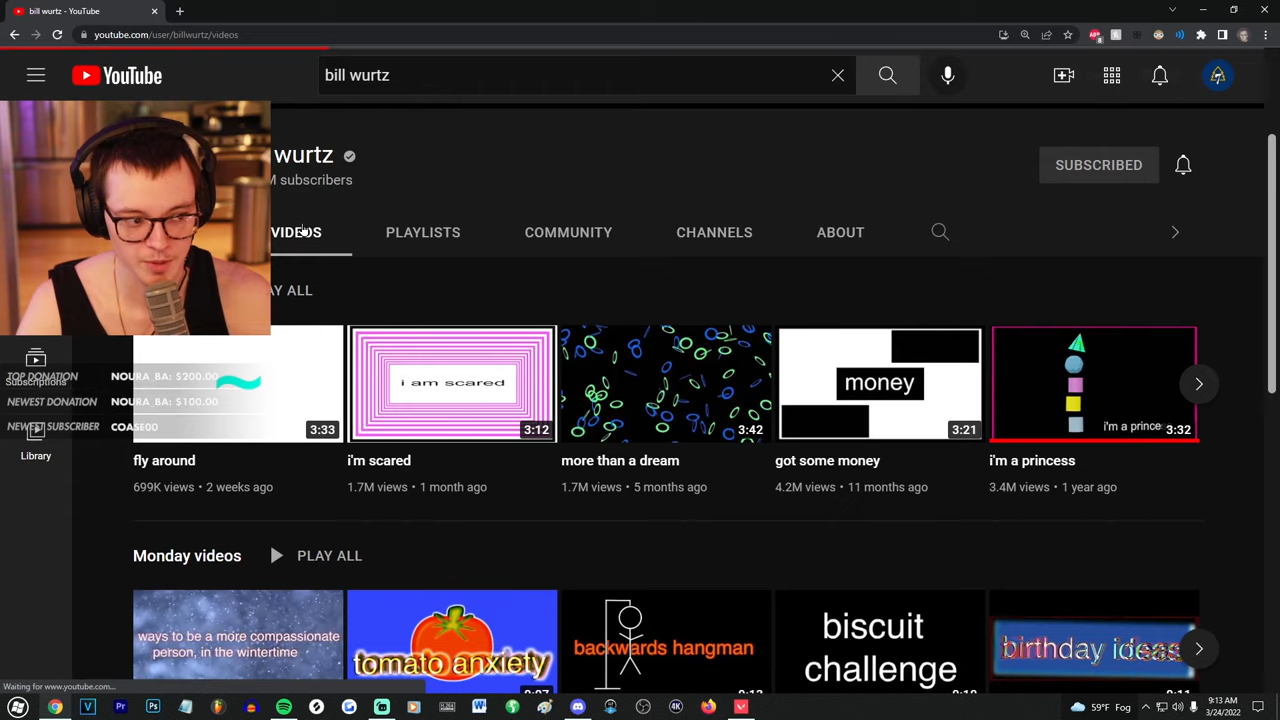 bill wurtz - YouTube
youtube.com/user/billwurtz/videos
YouTube
bill wurtz
wurtz
M subscribers
SUBSCRIBED
VIDEOS
PLAYLISTS
COMMUNITY
CHANNELS
ABOUT
AY ALL
i am scared
money
i'm a prince
3:33
3:12
3:42
3:21
3:32
Subscriptions
TOP DONATION NOURA_BA: $200.00
NEWEST DONATION NOURA_BA: $100.00
NEWEST SUBSCRIBER COASE00
Library
fly around
699K views • 2 weeks ago
i'm scared
1.7M views • 1 month ago
more than a dream
1.7M views • 5 months ago
got some money
4.2M views • 11 months ago
i'm a princess
3.4M views • 1 year ago
Monday videos
PLAY ALL
ways to be a more compassionate
person, in the wintertime
tomato anxiety
backwards hangman
biscuit
challenge
birthday ideas
Waiting for www.youtube.com...
59°F Fog
9:13 AM
3/24/2022